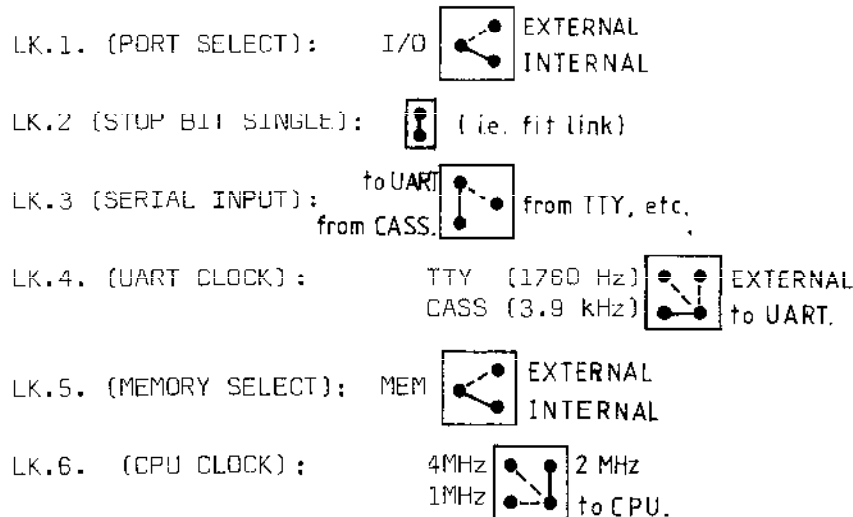 LK.1. (PORT SELECT): I/O EXTERNAL
INTERNAL
LK.2 (STOP BIT SINGLE): (i.e. fit link)
LK.3 (SERIAL INPUT): to UART
from CASS. from TTY, etc.
LK.4. (UART CLOCK): TTY (1760 Hz) EXTERNAL
CASS (3.9 kHz) to UART.
LK.5. (MEMORY SELECT): MEM EXTERNAL
INTERNAL
LK.6. (CPU CLOCK): 4MHz 2 MHz
1MHz to CPU.